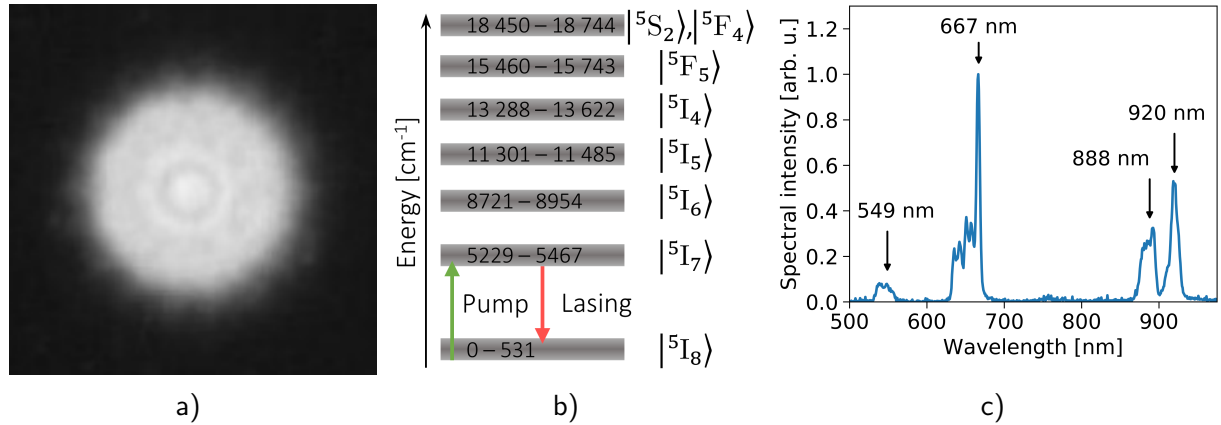 a)
Energy [cm⁻¹]
18 450 – 18 744 |⁵S₂⟩,|⁵F₄⟩
15 460 – 15 743 |⁵F₅⟩
13 288 – 13 622 |⁵I₄⟩
11 301 – 11 485 |⁵I₅⟩
8721 – 8954 |⁵I₆⟩
5229 – 5467 |⁵I₇⟩
Pump Lasing
0 – 531 |⁵I₈⟩
b)
Spectral intensity [arb. u.]
1.2
1.0
0.8
0.6
0.4
0.2
0.0
667 nm
920 nm
888 nm
549 nm
500 600 700 800 900
Wavelength [nm]
c)